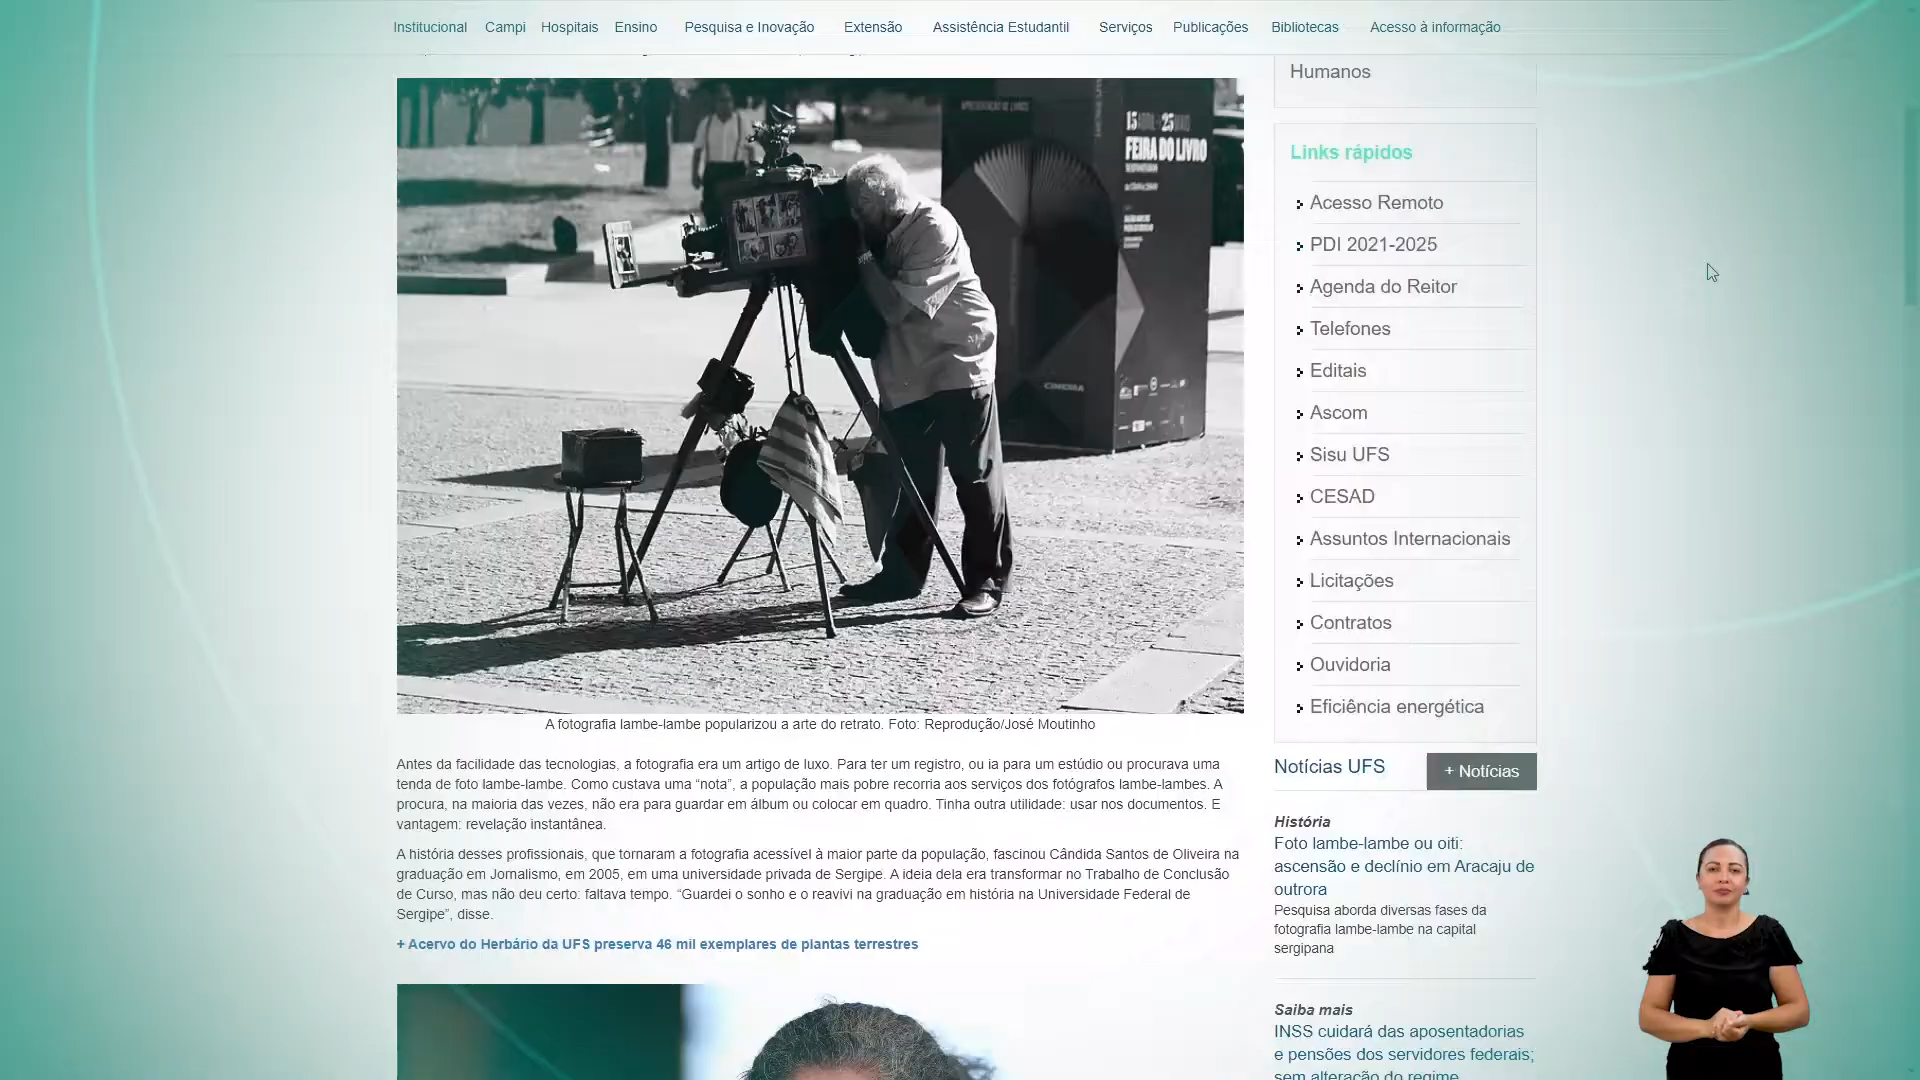 Institucional Campi Hospitais Ensino Pesquisa e Inovação Extensão Assistência Estudantil Serviços Publicações Bibliotecas Acesso à informação
15 ABRIL 25 MAIO
FEIRA DO LIVRO
A fotografia lambe-lambe popularizou a arte do retrato. Foto: Reprodução/José Moutinho
Antes da facilidade das tecnologias, a fotografia era um artigo de luxo. Para ter um registro, ou ia para um estúdio ou procurava uma
tenda de foto lambe-lambe. Como custava uma “nota”, a população mais pobre recorria aos serviços dos fotógrafos lambe-lambes. A
procura, na maioria das vezes, não era para guardar em álbum ou colocar em quadro. Tinha outra utilidade: usar nos documentos. E
vantagem: revelação instantânea.
A história desses profissionais, que tornaram a fotografia acessível à maior parte da população, fascinou Cândida Santos de Oliveira na
graduação em Jornalismo, em 2005, em uma universidade privada de Sergipe. A ideia dela era transformar no Trabalho de Conclusão
de Curso, mas não deu certo: faltava tempo. “Guardei o sonho e o reavivi na graduação em história na Universidade Federal de
Sergipe”, disse.
+ Acervo do Herbário da UFS preserva 46 mil exemplares de plantas terrestres
Humanos
Links rápidos
Acesso Remoto
PDI 2021-2025
Agenda do Reitor
Telefones
Editais
Ascom
Sisu UFS
CESAD
Assuntos Internacionais
Licitações
Contratos
Ouvidoria
Eficiência energética
Notícias UFS
+ Notícias
História
Foto lambe-lambe ou oiti:
ascensão e declínio em Aracaju de
outrora
Pesquisa aborda diversas fases da
fotografia lambe-lambe na capital
sergipana
Saiba mais
INSS cuidará das aposentadorias
e pensões dos servidores federais;
sem alteração do regime